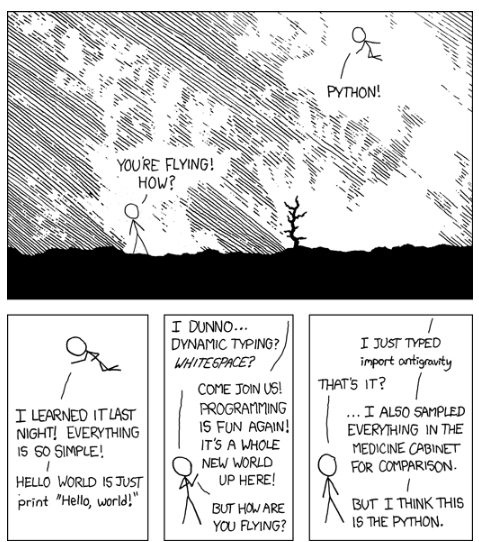 YOU'RE FLYING!
HOW?
PYTHON!
I LEARNED IT LAST
NIGHT! EVERYTHING
IS SO SIMPLE!
HELLO WORLD IS JUST
print "Hello, world!"
I DUNNO...
DYNAMIC TYPING?
WHITESPACE?
COME JOIN US!
PROGRAMMING
IS FUN AGAIN!
IT'S A WHOLE
NEW WORLD
UP HERE!
BUT HOW ARE
YOU FLYING?
I JUST TYPED
import antigravity
THAT'S IT?
... I ALSO SAMPLED
EVERYTHING IN THE
MEDICINE CABINET
FOR COMPARISON.
BUT I THINK THIS
IS THE PYTHON.